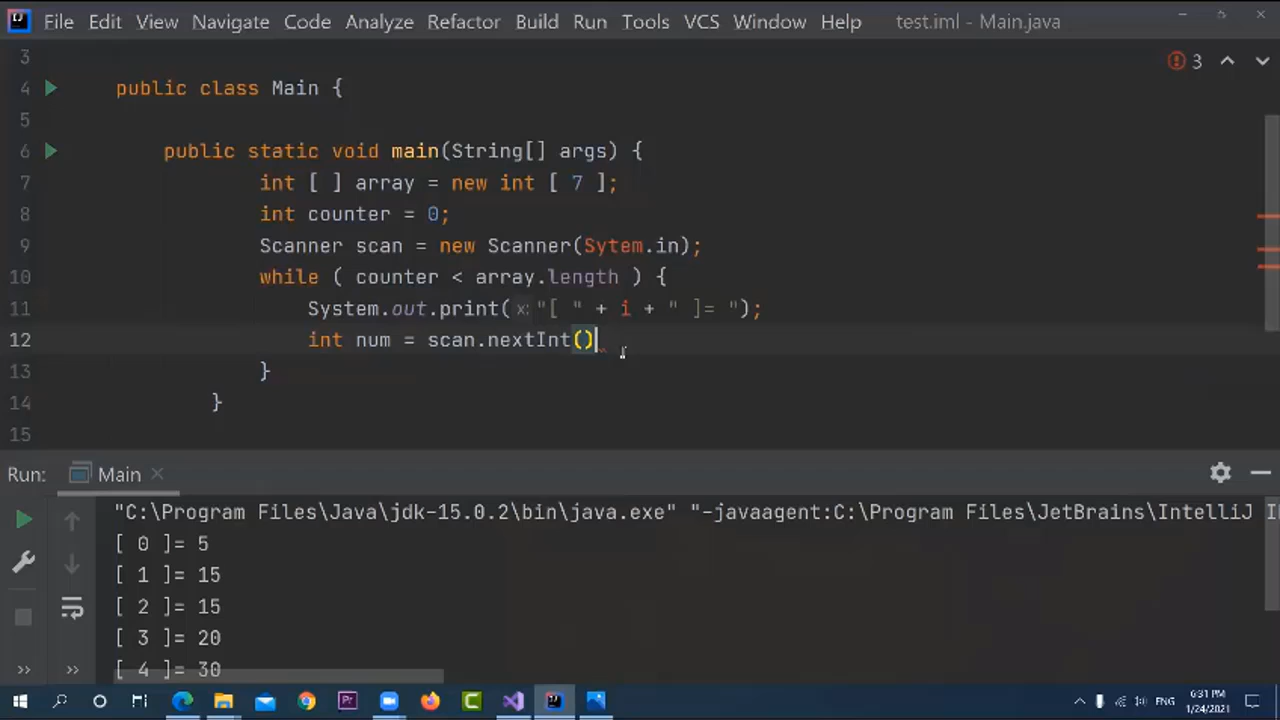 File Edit View Navigate Code Analyze Refactor Build Run Tools VCS Window Help test.iml - Main.java
3
3
4 public class Main {
5
6 public static void main(String[] args) {
7 int [ ] array = new int [ 7 ];
8 int counter = 0;
9 Scanner scan = new Scanner(Sytem.in);
10 while ( counter < array.length ) {
11 System.out.print( x: "[ " + i + " ]= ");
12 int num = scan.nextInt()
13 }
14 }
15
Run: Main
"C:\Program Files\Java\jdk-15.0.2\bin\java.exe" "-javaagent:C:\Program Files\JetBrains\IntelliJ I
[ 0 ]= 5
[ 1 ]= 15
[ 2 ]= 15
[ 3 ]= 20
[ 4 ]= 30
ENG 6:31 PM
1/24/2021